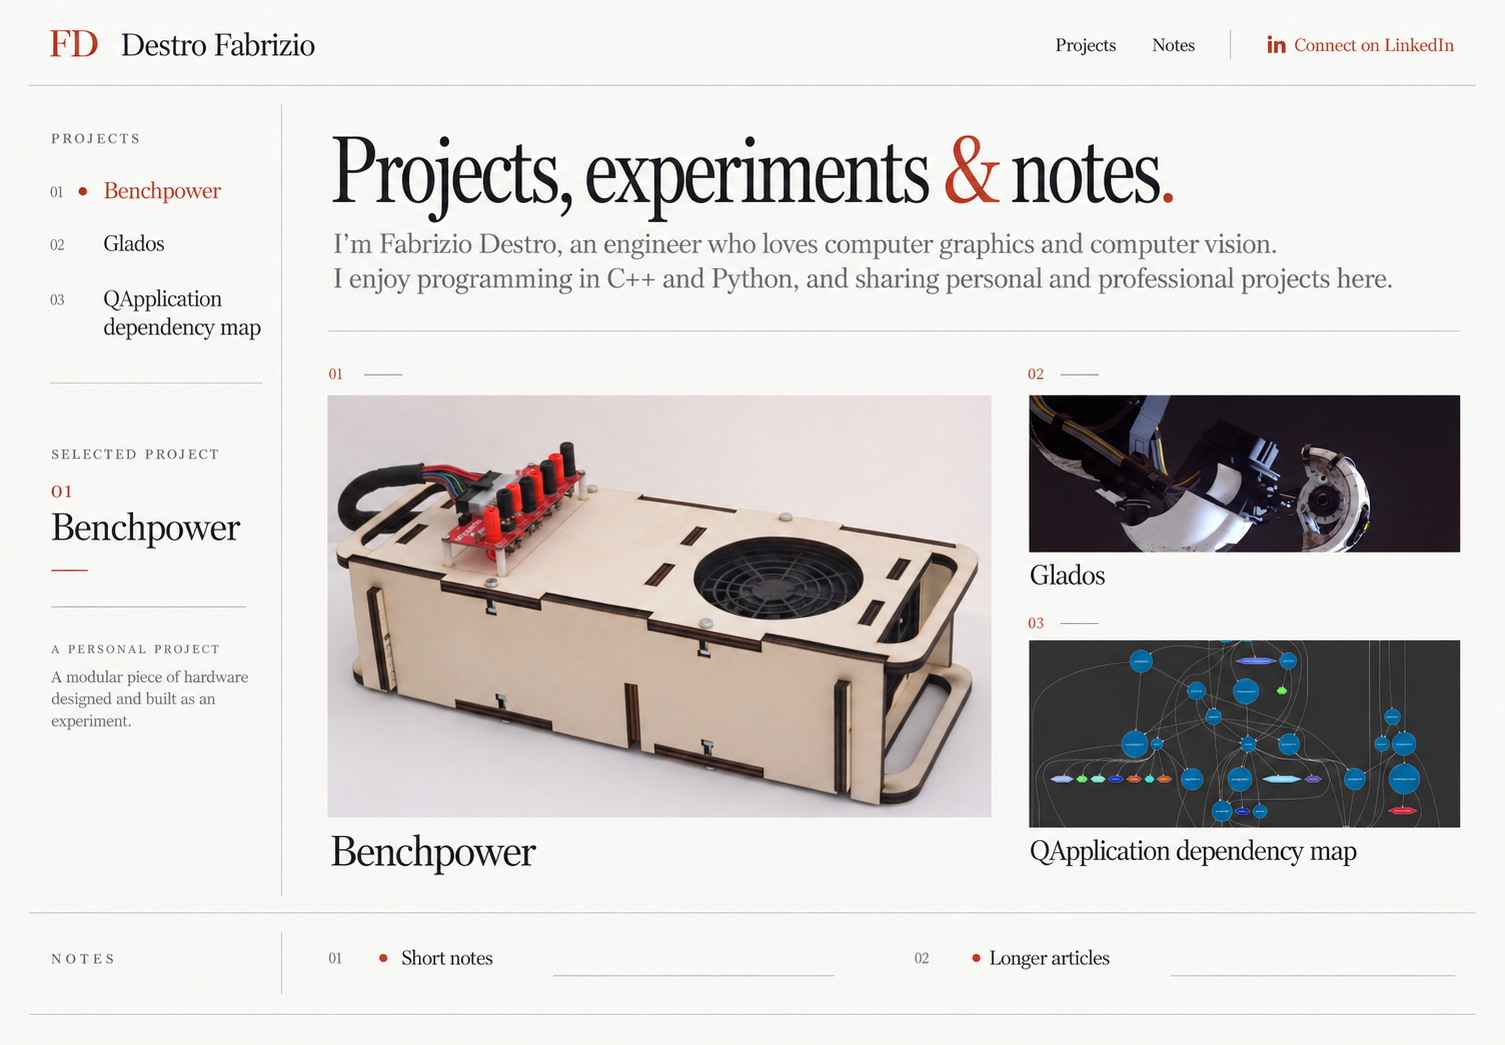 FD Destro Fabrizio
Projects
Notes
in Connect on LinkedIn
PROJECTS
01 Benchpower
02 Glados
03 QApplication
dependency map
SELECTED PROJECT
01
Benchpower
A PERSONAL PROJECT
A modular piece of hardware
designed and built as an
experiment.
Projects, experiments & notes.
I’m Fabrizio Destro, an engineer who loves computer graphics and computer vision.
I enjoy programming in C++ and Python, and sharing personal and professional projects here.
01
Benchpower
02
Glados
03
QApplication dependency map
NOTES
01 Short notes
02 Longer articles